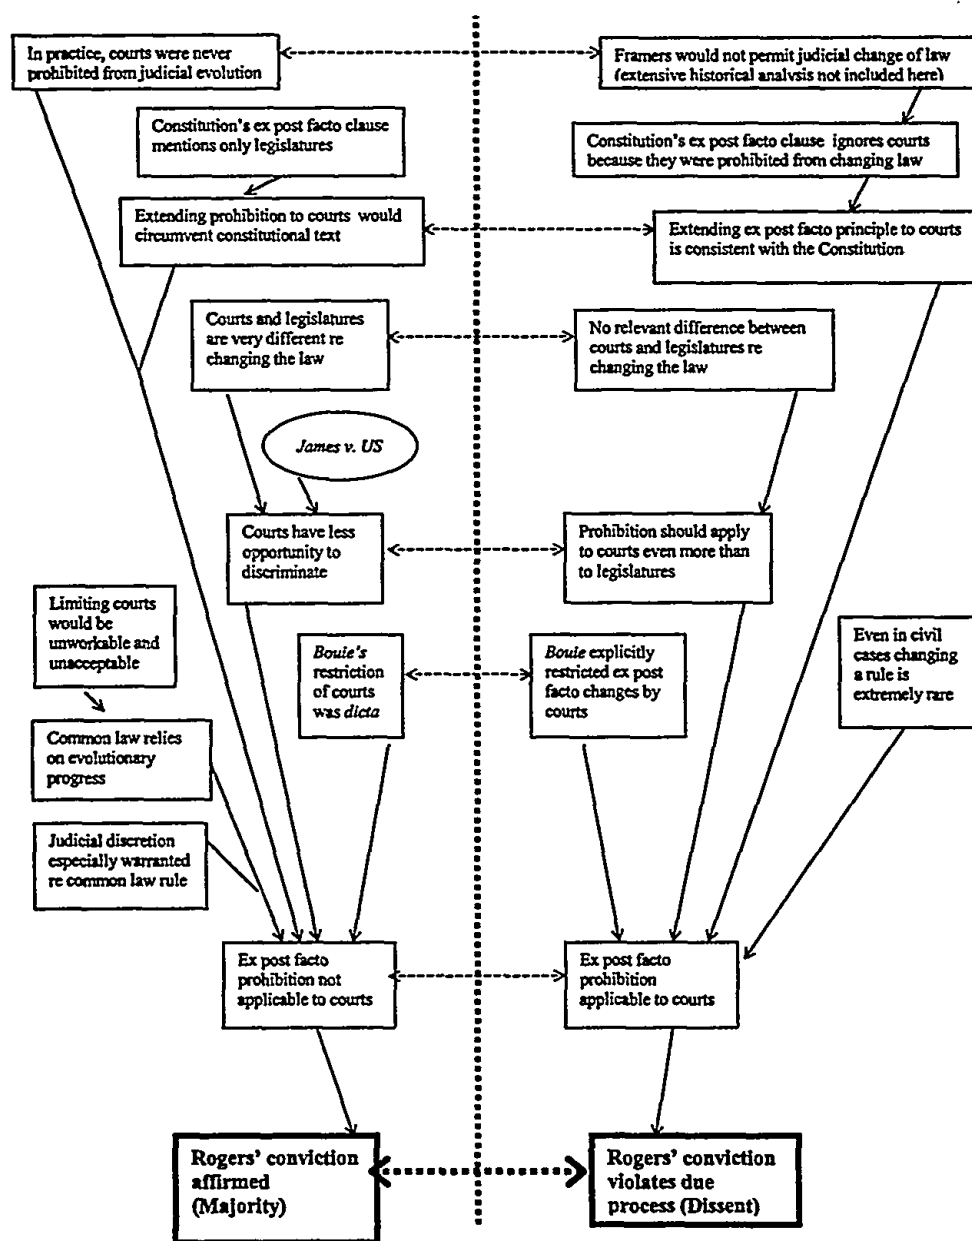 In practice, courts were never
prohibited from judicial evolution
Framers would not permit judicial change of law
(extensive historical analysis not included here)
Constitution's ex post facto clause
mentions only legislatures
Constitution's ex post facto clause ignores courts
because they were prohibited from changing law
Extending prohibition to courts would
circumvent constitutional text
Extending ex post facto principle to courts
is consistent with the Constitution
Courts and legislatures
are very different re
changing the law
No relevant difference between
courts and legislatures re
changing the law
James v. US
Courts have less
opportunity to
discriminate
Prohibition should apply
to courts even more than
to legislatures
Limiting courts
would be
unworkable and
unacceptable
Bouie's
restriction
of courts
was dicta
Bouie explicitly
restricted ex post
facto changes by
courts
Even in civil
cases changing
a rule is
extremely rare
Common law relies
on evolutionary
progress
Judicial discretion
especially warranted
re common law rule
Ex post facto
prohibition not
applicable to courts
Ex post facto
prohibition
applicable to courts
Rogers' conviction
affirmed
(Majority)
Rogers' conviction
violates due
process (Dissent)